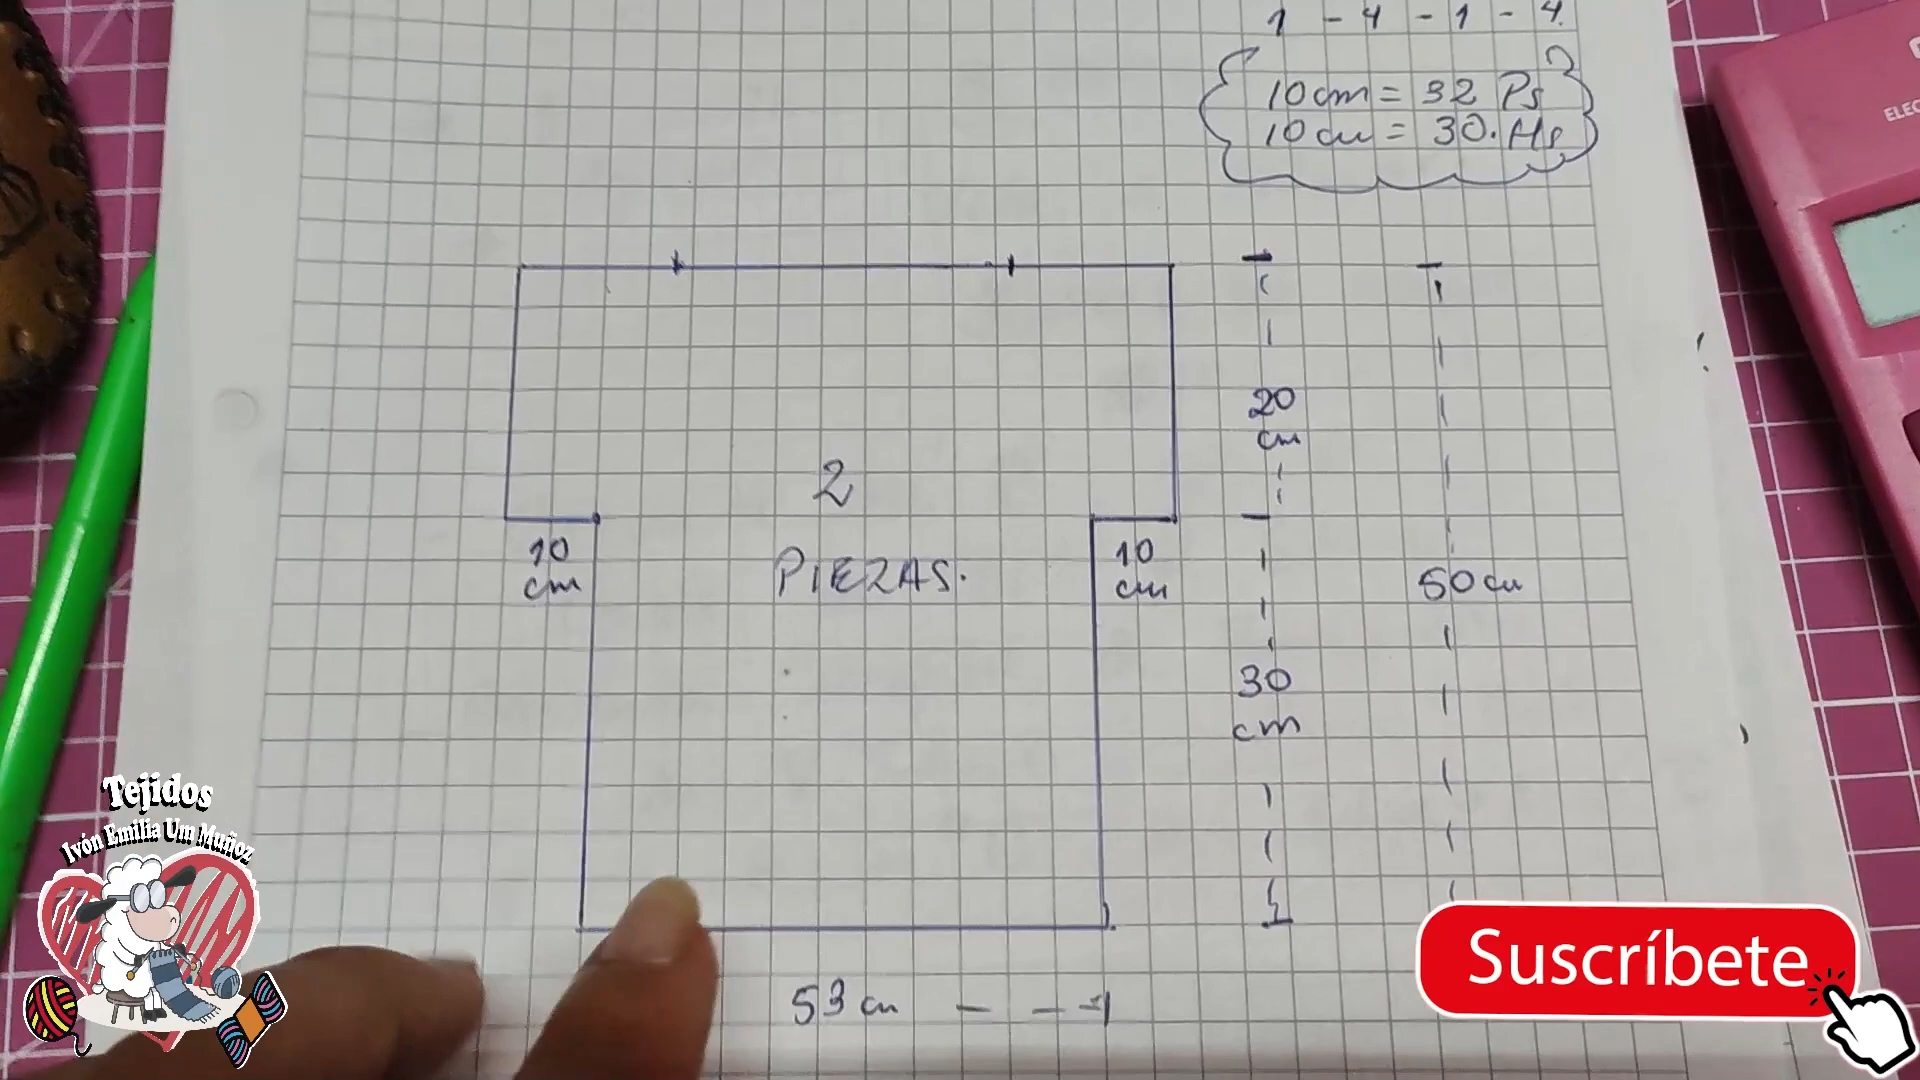 1 - 4 - 1 - 4.
10 cm = 32 Ps
10 cm = 30. Hs
ELEC
20
cm
2
10
cm
PIEZAS.
10
cm
50 cm
30
cm
53 cm
Tejidos
Ivón Emilia Um Muñoz
Suscríbete